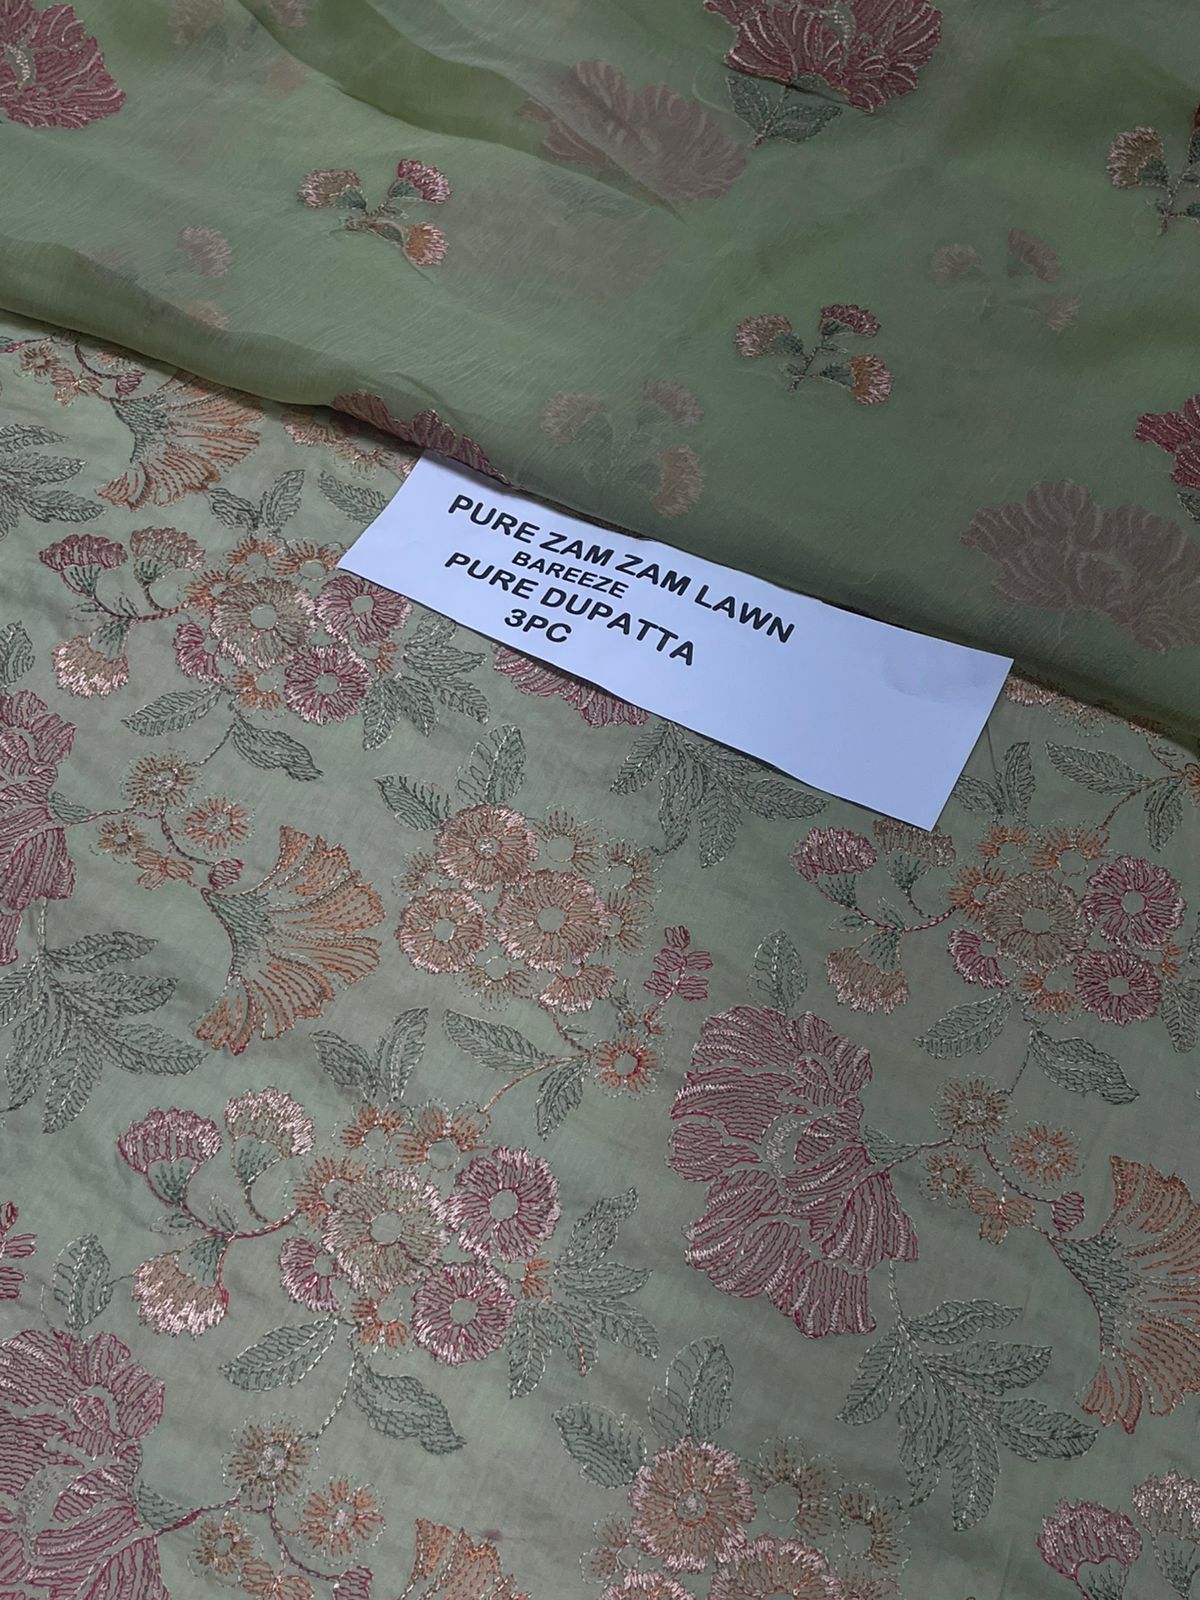 PURE ZAM ZAM LAWN
BAREEZE
PURE DUPATTA
3PC